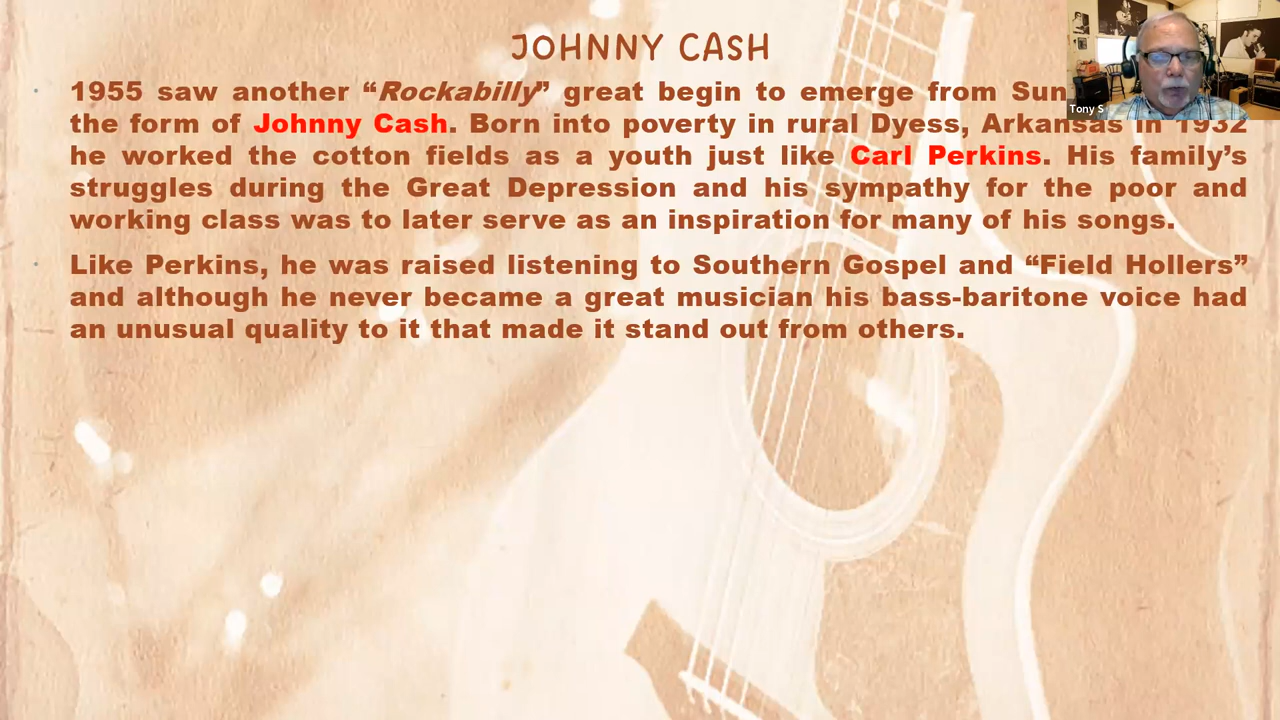 JOHNNY CASH
1955 saw another “Rockabilly” great begin to emerge from Sun
the form of Johnny Cash. Born into poverty in rural Dyess, Arkansas in 1932
he worked the cotton fields as a youth just like Carl Perkins. His family’s
struggles during the Great Depression and his sympathy for the poor and
working class was to later serve as an inspiration for many of his songs.
Like Perkins, he was raised listening to Southern Gospel and “Field Hollers”
and although he never became a great musician his bass-baritone voice had
an unusual quality to it that made it stand out from others.
Tony S